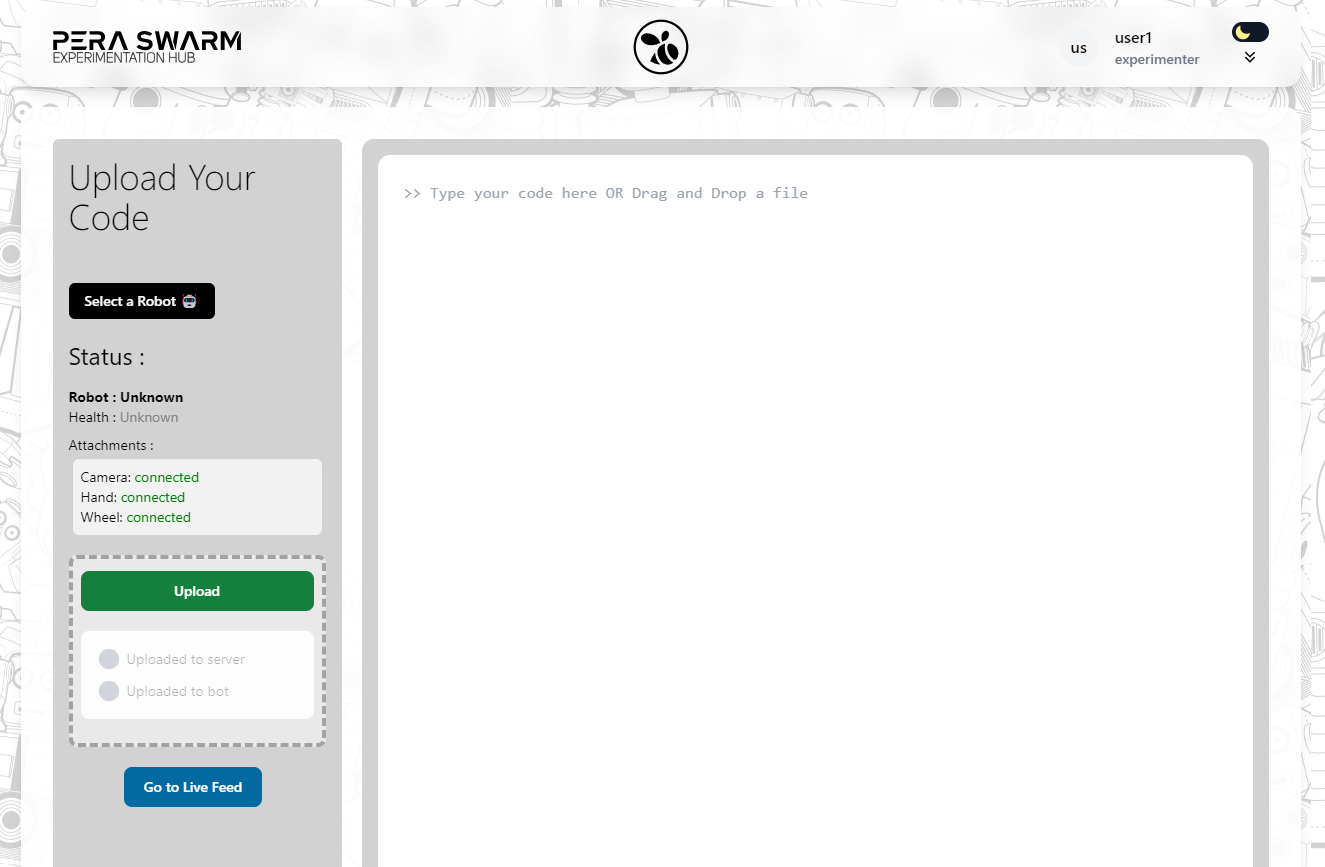 PERA SWARM
EXPERIMENTATION HUB
us
user1
experimenter
Upload Your
Code
Select a Robot
Status :
Robot : Unknown
Health : Unknown
Attachments :
Camera: connected
Hand: connected
Wheel: connected
Upload
Uploaded to server
Uploaded to bot
Go to Live Feed
>> Type your code here OR Drag and Drop a file